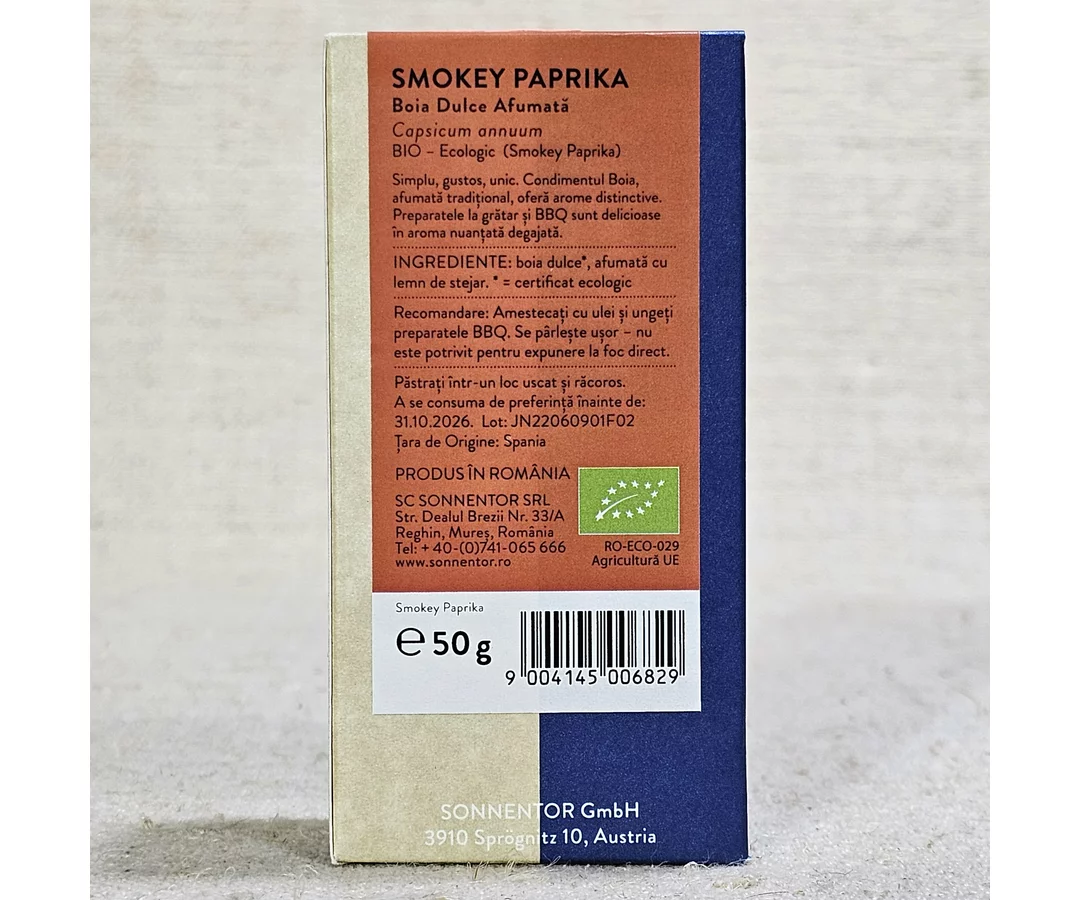 SMOKEY PAPRIKA
Boia Dulce Afumată
Capsicum annuum
BIO – Ecologic (Smokey Paprika)
Simplu, gustos, unic. Condimentul Boia,
afumată tradițional, oferă arome distinctive.
Preparatele la grătar și BBQ sunt delicioase
în aroma nuanțată degajată.
INGREDIENTE: boia dulce*, afumată cu
lemn de stejar. * = certificat ecologic
Recomandare: Amestecați cu ulei și ungeți
preparatele BBQ. Se pârlește ușor – nu
este potrivit pentru expunere la foc direct.
Păstrați într-un loc uscat și răcoros.
A se consuma de preferință înainte de:
31.10.2026. Lot: JN22060901F02
Țara de Origine: Spania
PRODUS ÎN ROMÂNIA
SC SONNENTOR SRL
Str. Dealul Brezii Nr. 33/A
Reghin, Mureș, România
Tel: + 40-(0)741-065 666
www.sonnentor.ro
RO-ECO-029
Agricultură UE
Smokey Paprika
℮ 50 g
9 004145 006829
SONNENTOR GmbH
3910 Sprögnitz 10, Austria